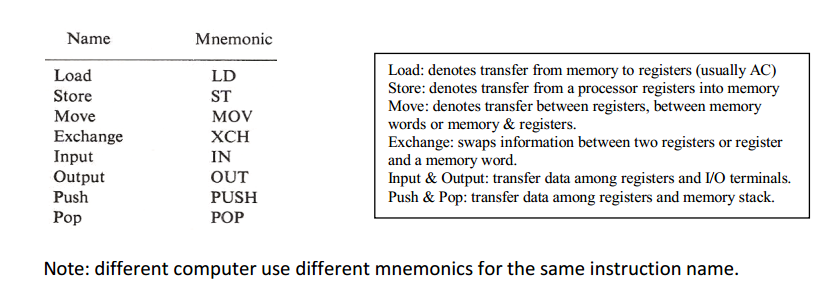 Name Mnemonic
Load LD
Store ST
Move MOV
Exchange XCH
Input IN
Output OUT
Push PUSH
Pop POP
Load: denotes transfer from memory to registers (usually AC)
Store: denotes transfer from a processor registers into memory
Move: denotes transfer between registers, between memory
words or memory & registers.
Exchange: swaps information between two registers or register
and a memory word.
Input & Output: transfer data among registers and I/O terminals.
Push & Pop: transfer data among registers and memory stack.
Note: different computer use different mnemonics for the same instruction name.